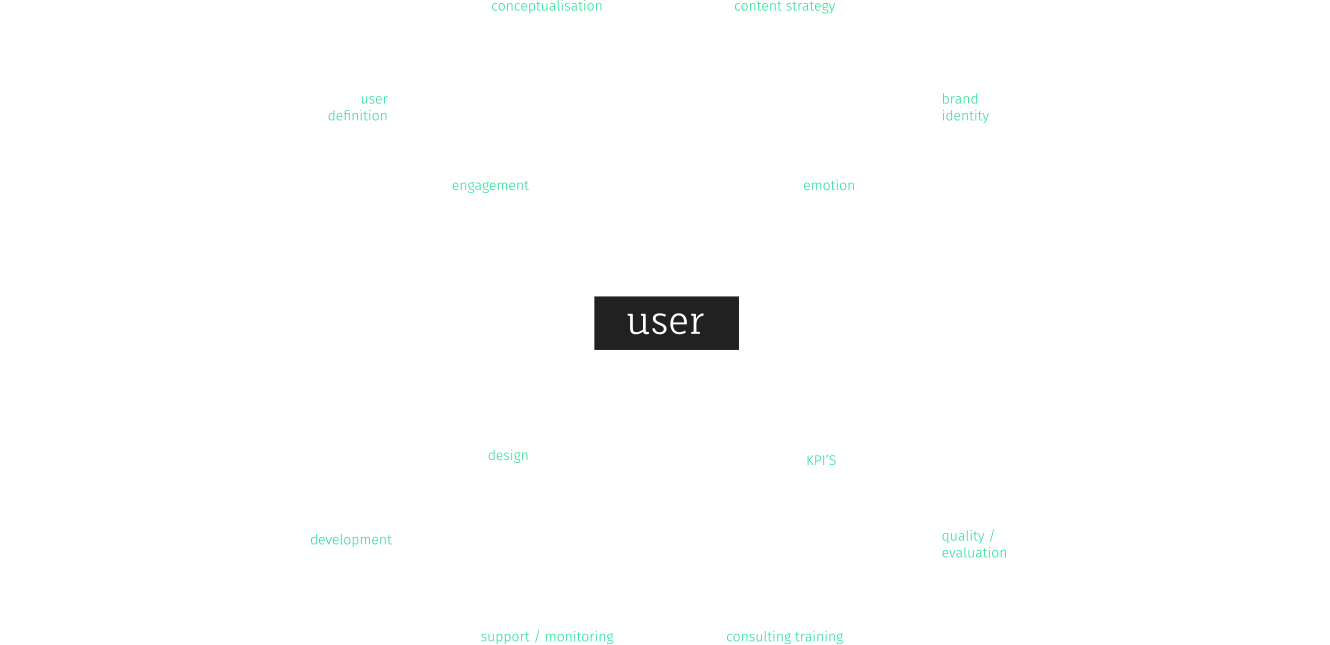 conceptualisation
content strategy
user
definition
brand
identity
engagement
emotion
user
design
KPI'S
development
quality /
evaluation
support / monitoring
consulting training